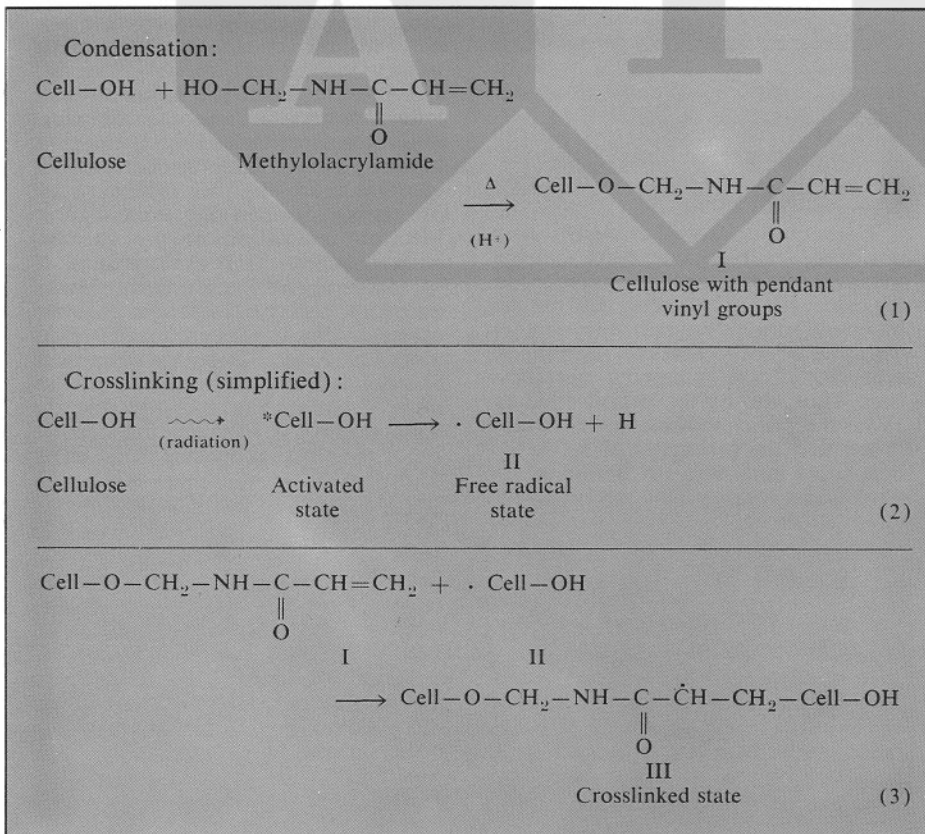 Condensation:
Cell—OH + HO—CH₂—NH—C—CH=CH₂
||
O
Cellulose Methylolacrylamide
Δ
⟶ Cell—O—CH₂—NH—C—CH=CH₂
(H⁺) ||
O
I
Cellulose with pendant
vinyl groups (1)
Crosslinking (simplified):
Cell—OH ⇝ *Cell—OH ⟶ · Cell—OH + H
(radiation)
II
Cellulose Activated Free radical
state state (2)
Cell—O—CH₂—NH—C—CH=CH₂ + · Cell—OH
||
O
I II
⟶ Cell—O—CH₂—NH—C—ĊH—CH₂—Cell—OH
||
O
III
Crosslinked state (3)